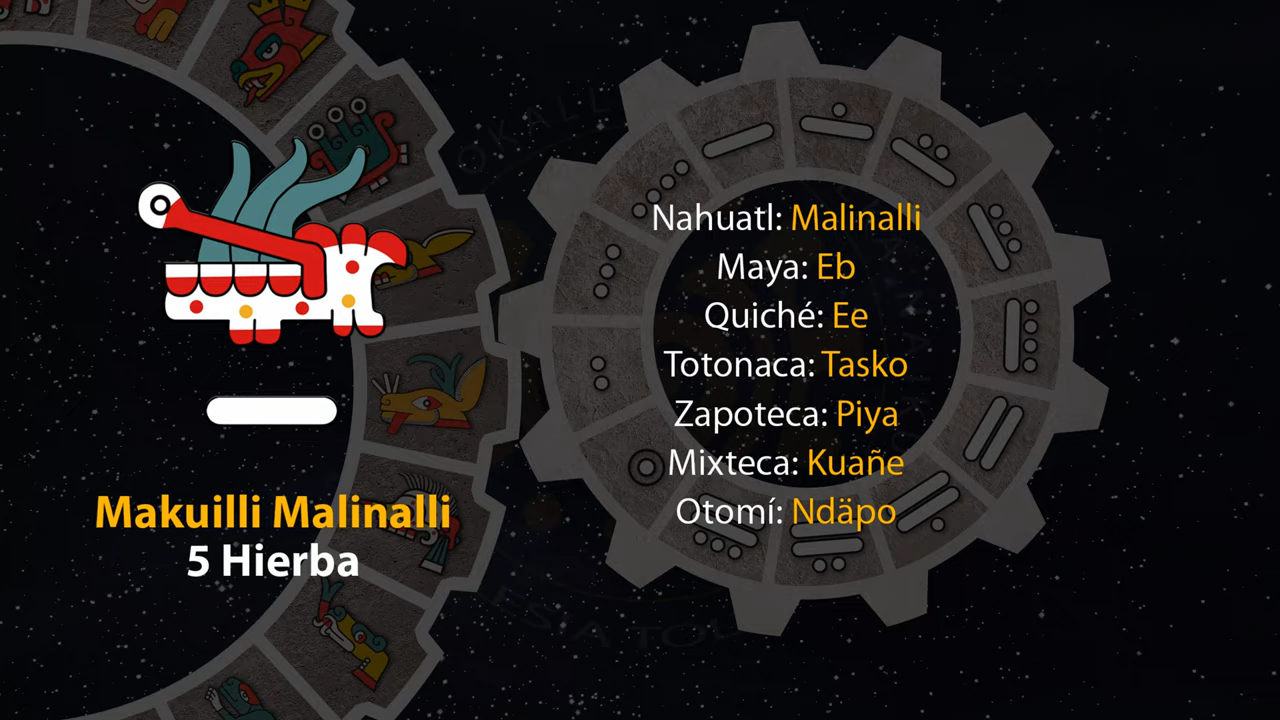 Makuilli Malinalli
5 Hierba
Nahuatl: Malinalli
Maya: Eb
Quiché: Ee
Totonaca: Tasko
Zapoteca: Piya
Mixteca: Kuañe
Otomí: Ndäpo